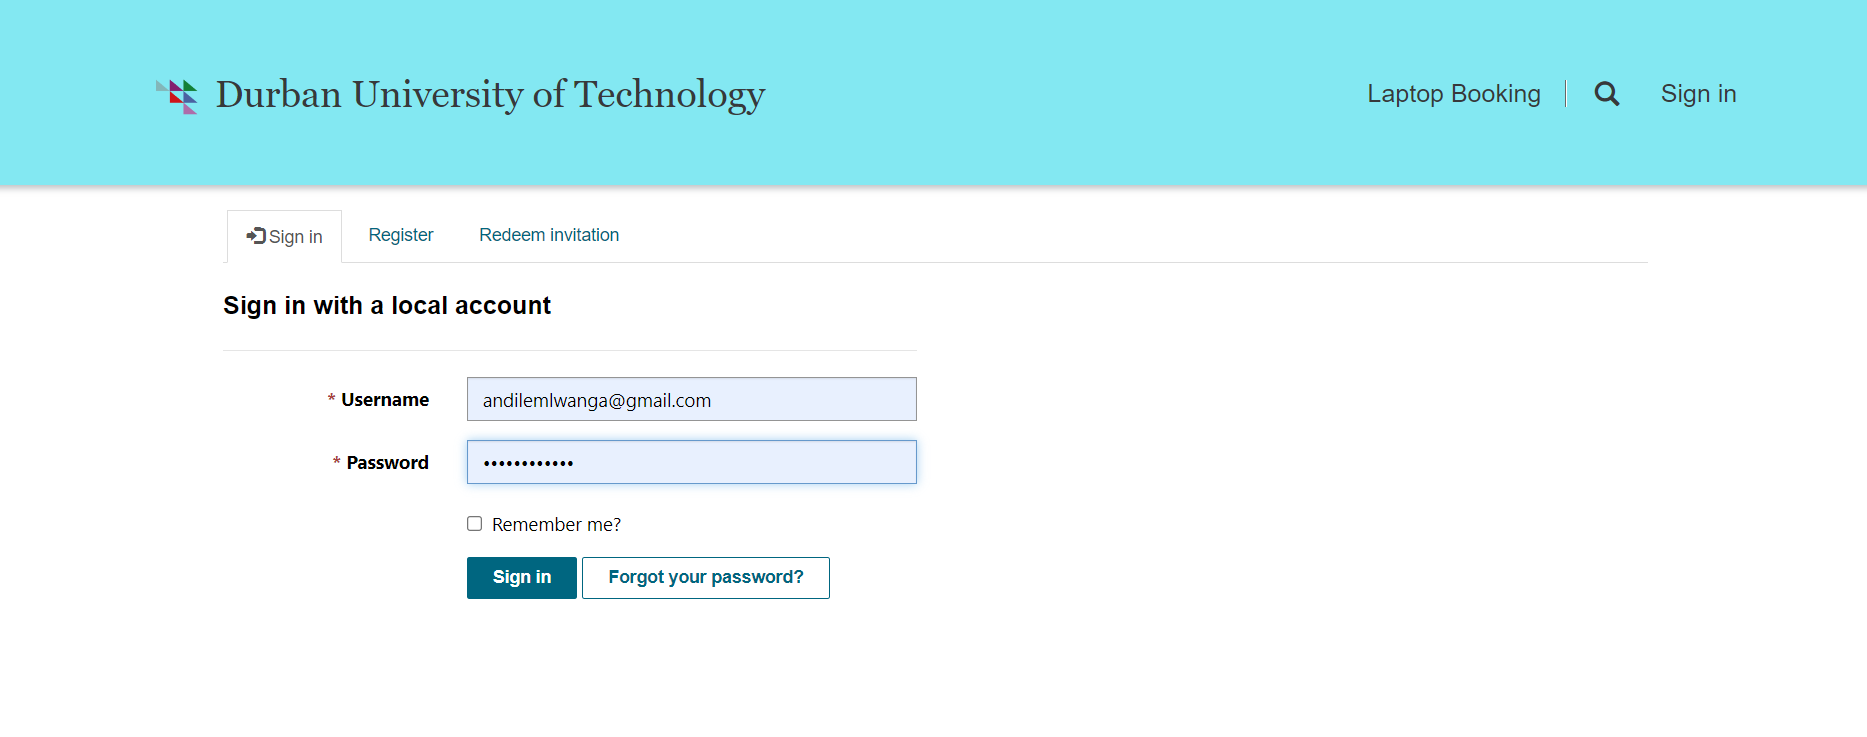 Durban University of Technology
Laptop Booking
Sign in
Sign in
Register
Redeem invitation
Sign in with a local account
* Username
andilemlwanga@gmail.com
* Password
••••••••••••
Remember me?
Sign in
Forgot your password?